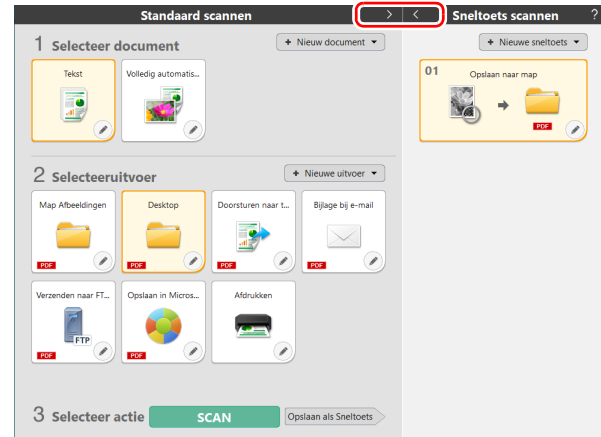 Standaard scannen > < Sneltoets scannen ?
1 Selecteer document + Nieuw document
Tekst Volledig automatis...
2 Selecteeruitvoer + Nieuwe uitvoer
Map Afbeeldingen Desktop Doorsturen naar t... Bijlage bij e-mail
PDF PDF PDF PDF
Verzenden naar FT... Opslaan in Micros... Afdrukken
FTP
PDF PDF
3 Selecteer actie SCAN Opslaan als Sneltoets
+ Nieuwe sneltoets
01 Opslaan naar map
PDF